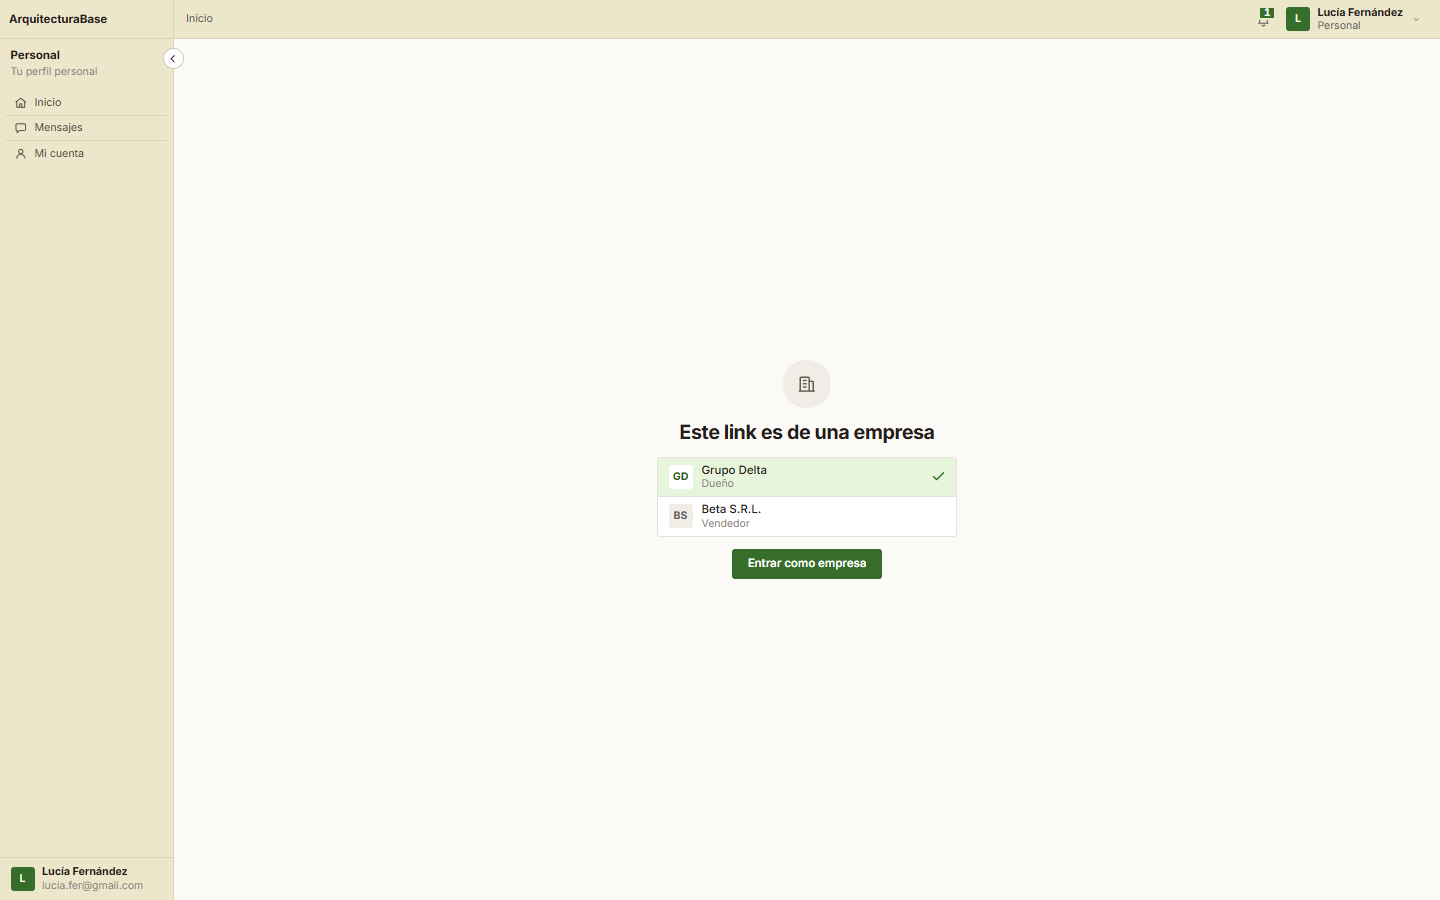 ArquitecturaBase
Inicio
1
L
Lucía Fernández
Personal
Personal
Tu perfil personal
Inicio
Mensajes
Mi cuenta
Este link es de una empresa
GD
Grupo Delta
Dueño
BS
Beta S.R.L.
Vendedor
Entrar como empresa
L
Lucía Fernández
lucia.fer@gmail.com